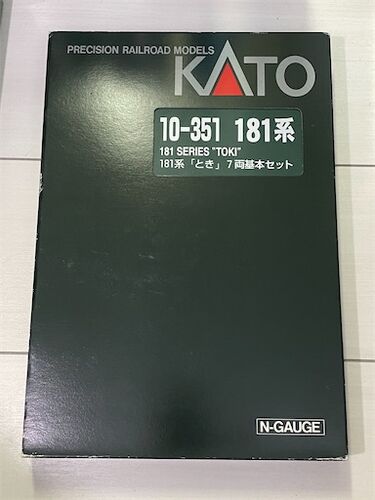 PRECISION RAILROAD MODELS
KATO
10-351 181系
181 SERIES "TOKI"
181系「とき」7両基本セット
N-GAUGE